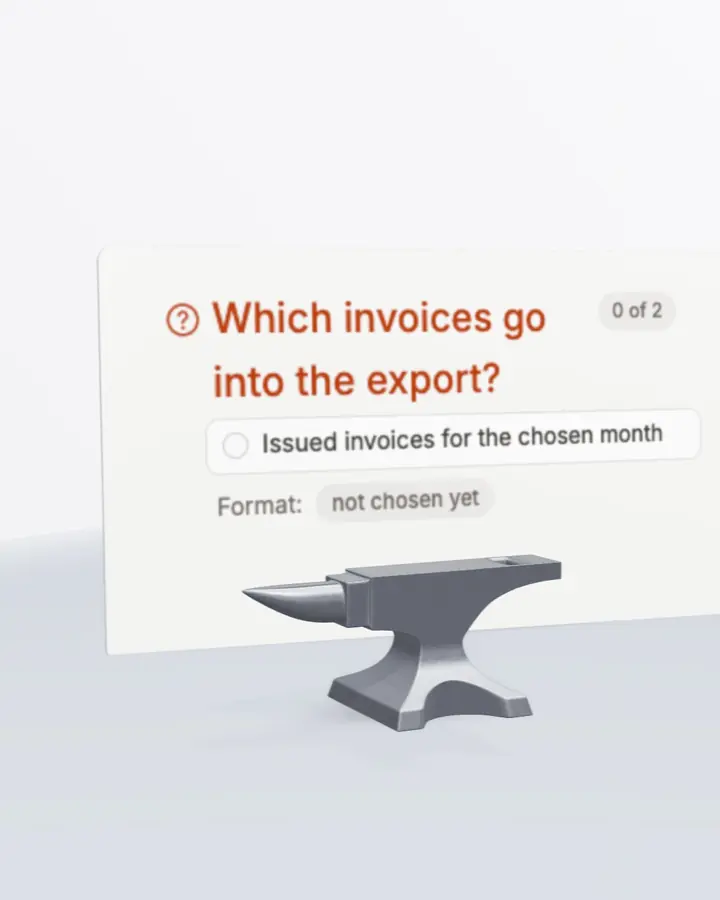 Which invoices go
into the export?
0 of 2
Issued invoices for the chosen month
Format: not chosen yet